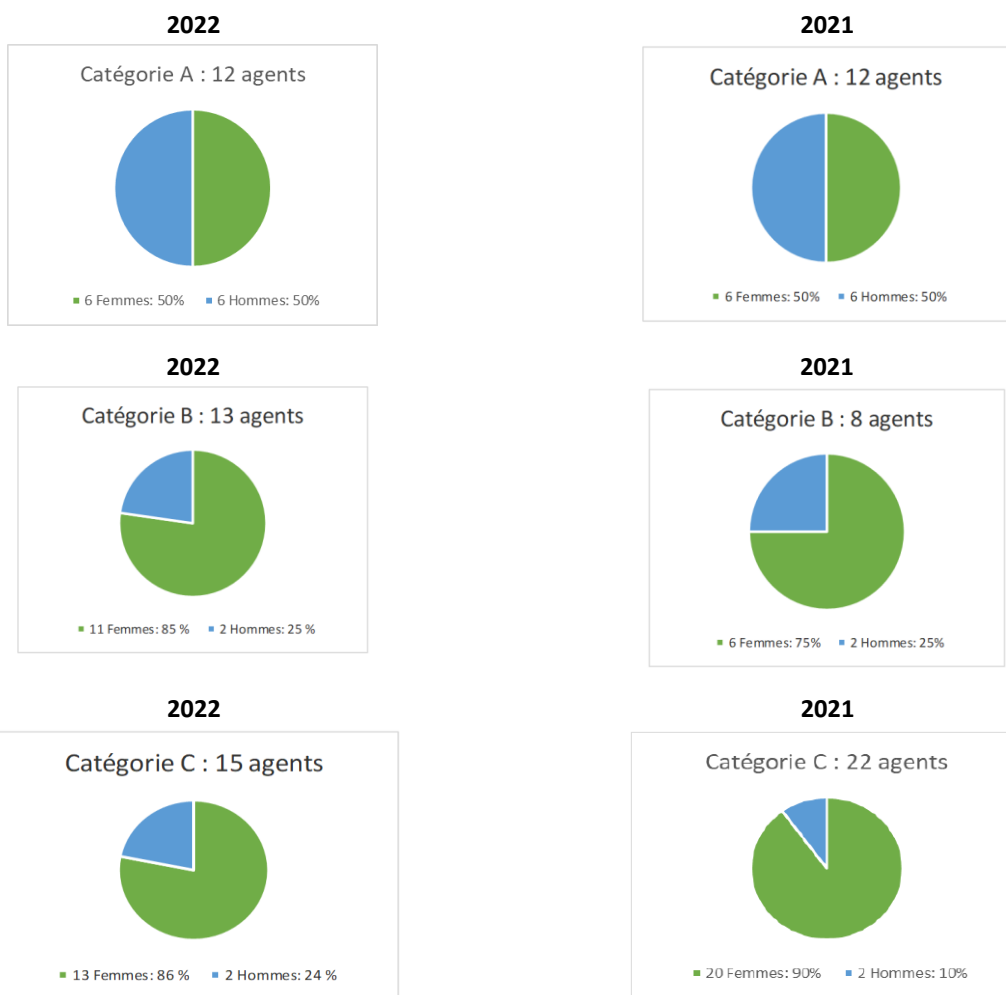 2022
2021
Catégorie A : 12 agents
Catégorie A : 12 agents
6 Femmes: 50% 6 Hommes: 50%
6 Femmes: 50% 6 Hommes: 50%
2022
2021
Catégorie B : 13 agents
Catégorie B : 8 agents
11 Femmes: 85 % 2 Hommes: 25 %
6 Femmes: 75% 2 Hommes: 25%
2022
2021
Catégorie C : 15 agents
Catégorie C : 22 agents
13 Femmes: 86 % 2 Hommes: 24 %
20 Femmes: 90% 2 Hommes: 10%